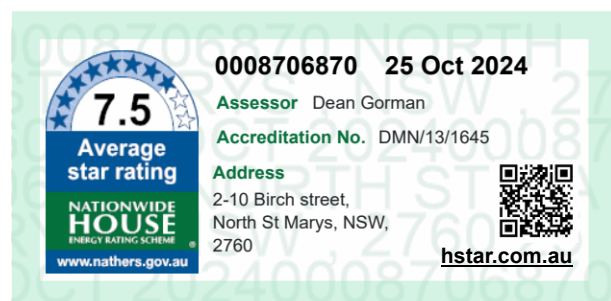 0008706870 25 Oct 2024
7.5
Average
star rating
NATIONWIDE
HOUSE
ENERGY RATING SCHEME ®
www.nathers.gov.au
Assessor Dean Gorman
Accreditation No. DMN/13/1645
Address
2-10 Birch street,
North St Marys, NSW,
2760
hstar.com.au